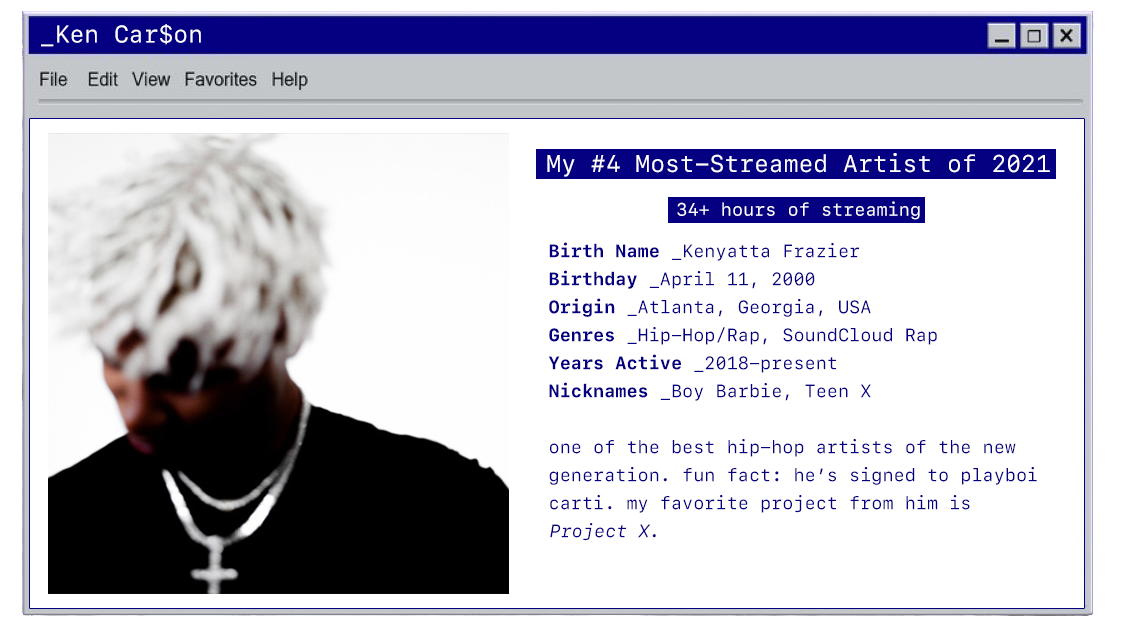 _Ken Car$on
File Edit View Favorites Help
My #4 Most-Streamed Artist of 2021
34+ hours of streaming
Birth Name _Kenyatta Frazier
Birthday _April 11, 2000
Origin _Atlanta, Georgia, USA
Genres _Hip-Hop/Rap, SoundCloud Rap
Years Active _2018-present
Nicknames _Boy Barbie, Teen X
one of the best hip-hop artists of the new
generation. fun fact: he's signed to playboi
carti. my favorite project from him is
Project X.